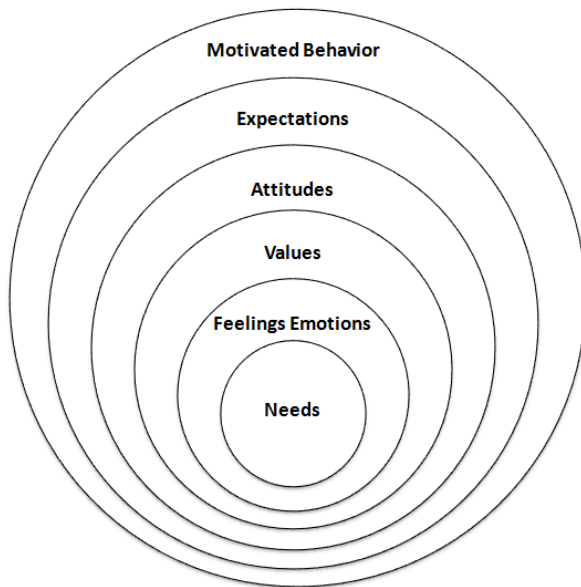 Motivated Behavior
Expectations
Attitudes
Values
Feelings Emotions
Needs